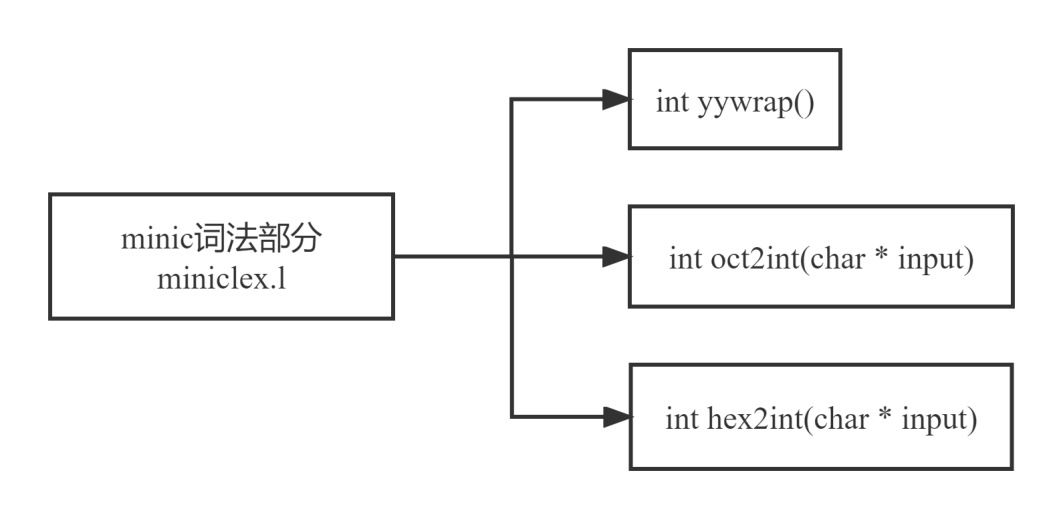 int yywrap()
minic词法部分
miniclex.l
int oct2int(char * input)
int hex2int(char * input)